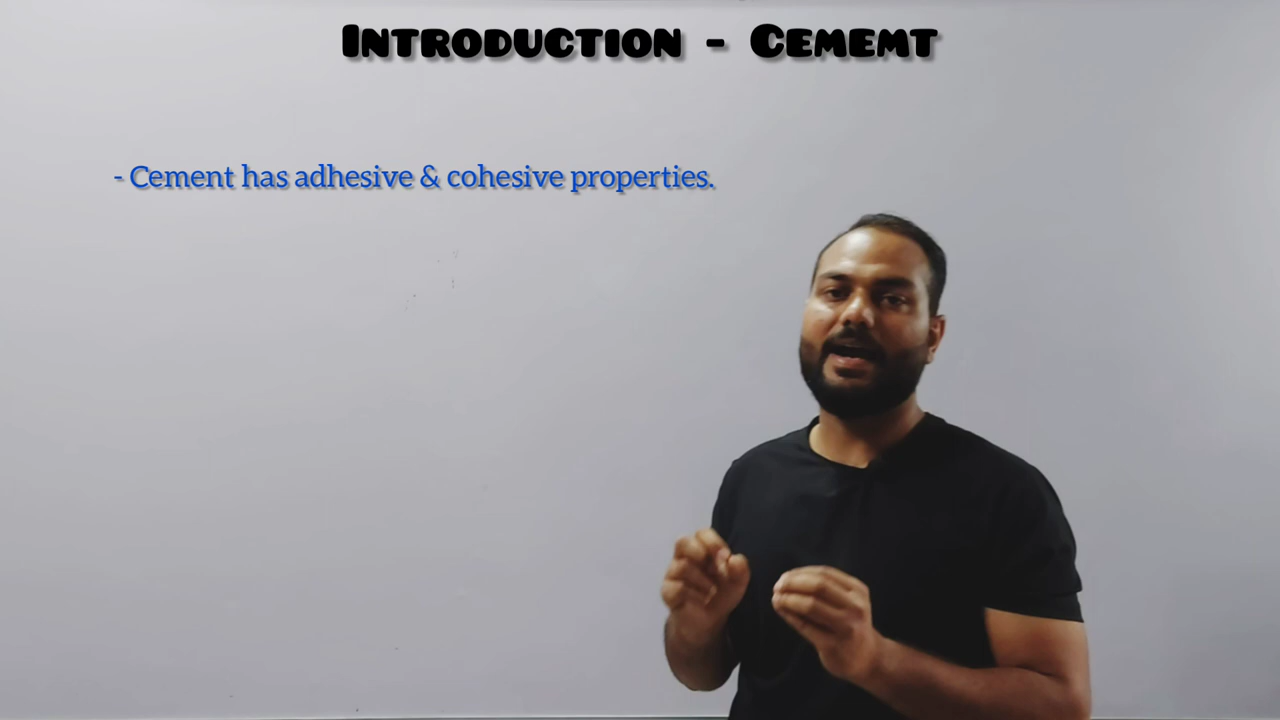 Introduction - Cememt
- Cement has adhesive & cohesive properties.